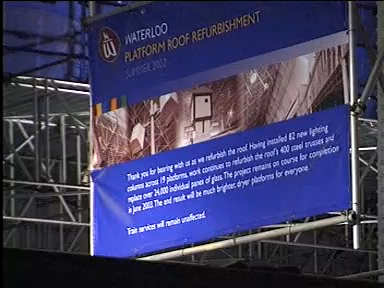 WATERLOO
PLATFORM ROOF REFURBISHMENT
SUMMER 2002
Thank you for bearing with us as we refurbish the roof. Having installed 82 new lighting
columns across 19 platforms, work continues to refurbish the roof's 400 steel trusses and
replace over 24,000 individual panes of glass. The project remains on course for completion
in June 2003. The end result will be much brighter, dryer platforms for everyone.
Train services will remain unaffected.